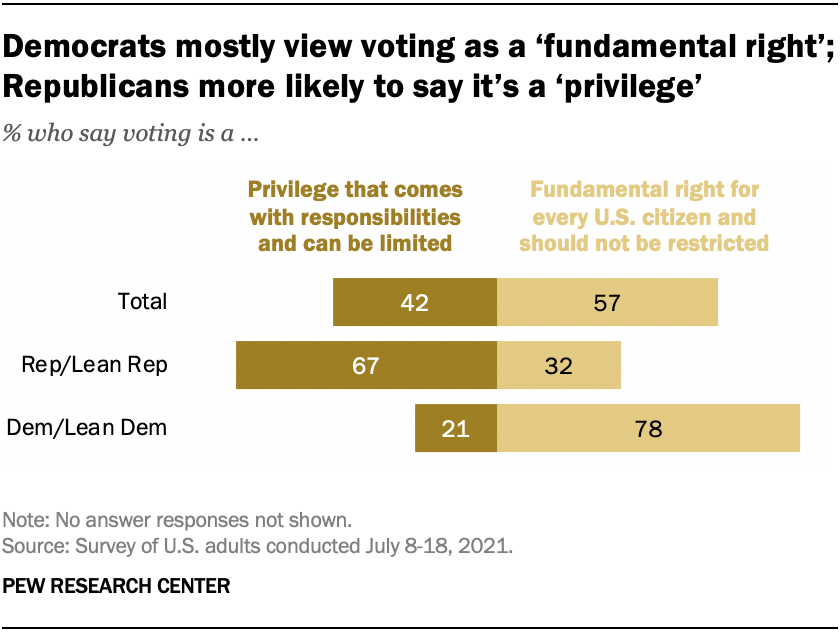 Democrats mostly view voting as a ‘fundamental right’;
Republicans more likely to say it’s a ‘privilege’
% who say voting is a ...
Privilege that comes
with responsibilities
and can be limited
Fundamental right for
every U.S. citizen and
should not be restricted
Total 42 57
Rep/Lean Rep 67 32
Dem/Lean Dem 21 78
Note: No answer responses not shown.
Source: Survey of U.S. adults conducted July 8-18, 2021.
PEW RESEARCH CENTER